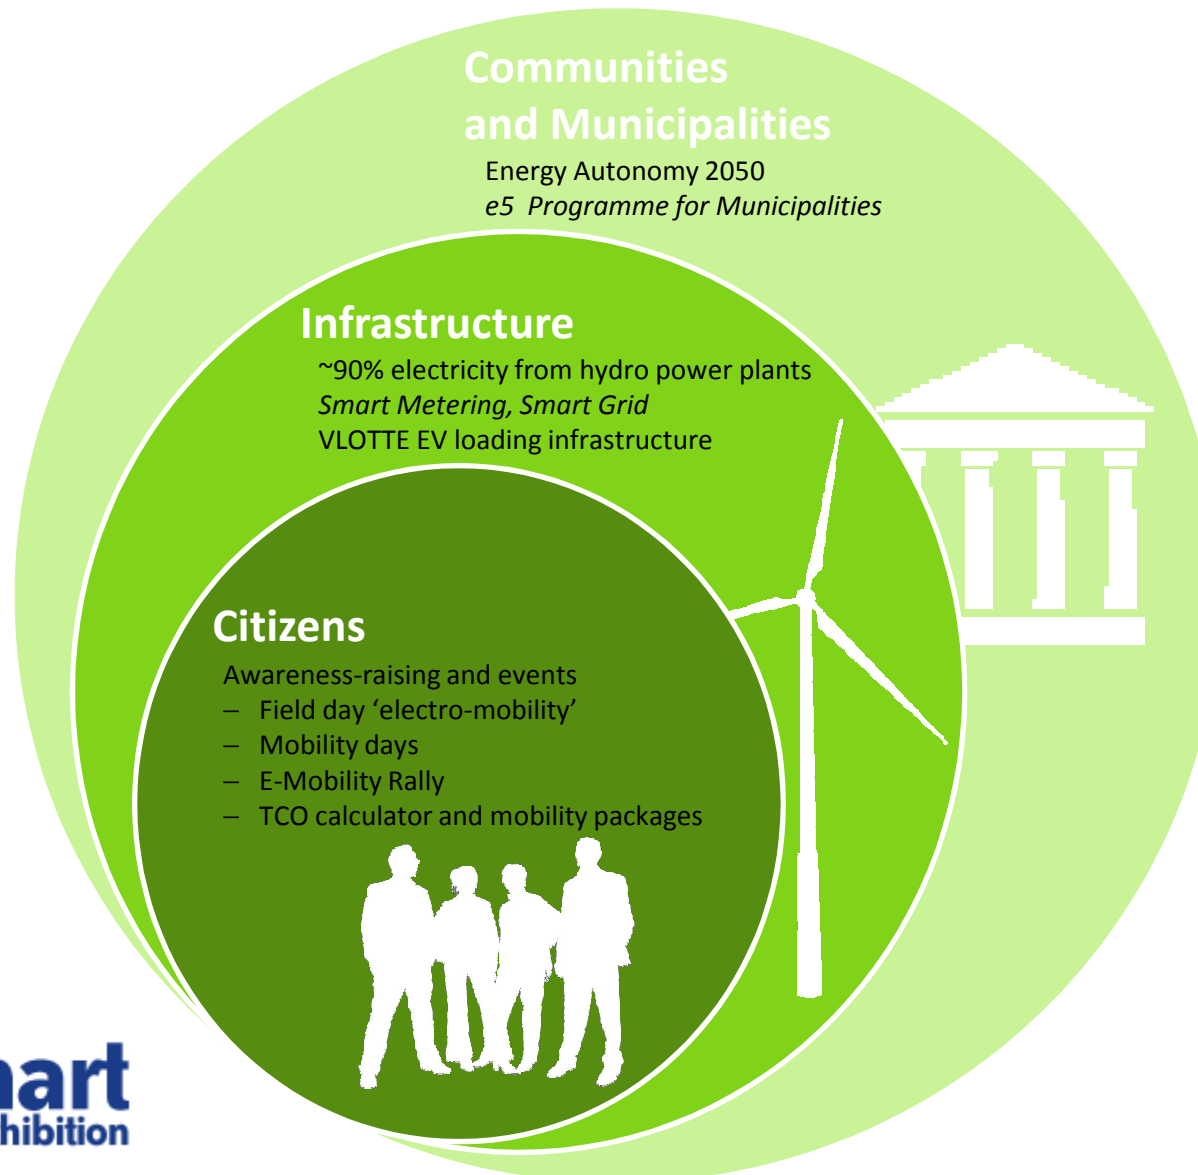 Communities
and Municipalities
Energy Autonomy 2050
e5 Programme for Municipalities
Infrastructure
~90% electricity from hydro power plants
Smart Metering, Smart Grid
VLOTTE EV loading infrastructure
Citizens
Awareness-raising and events
– Field day ‘electro-mobility’
– Mobility days
– E-Mobility Rally
– TCO calculator and mobility packages